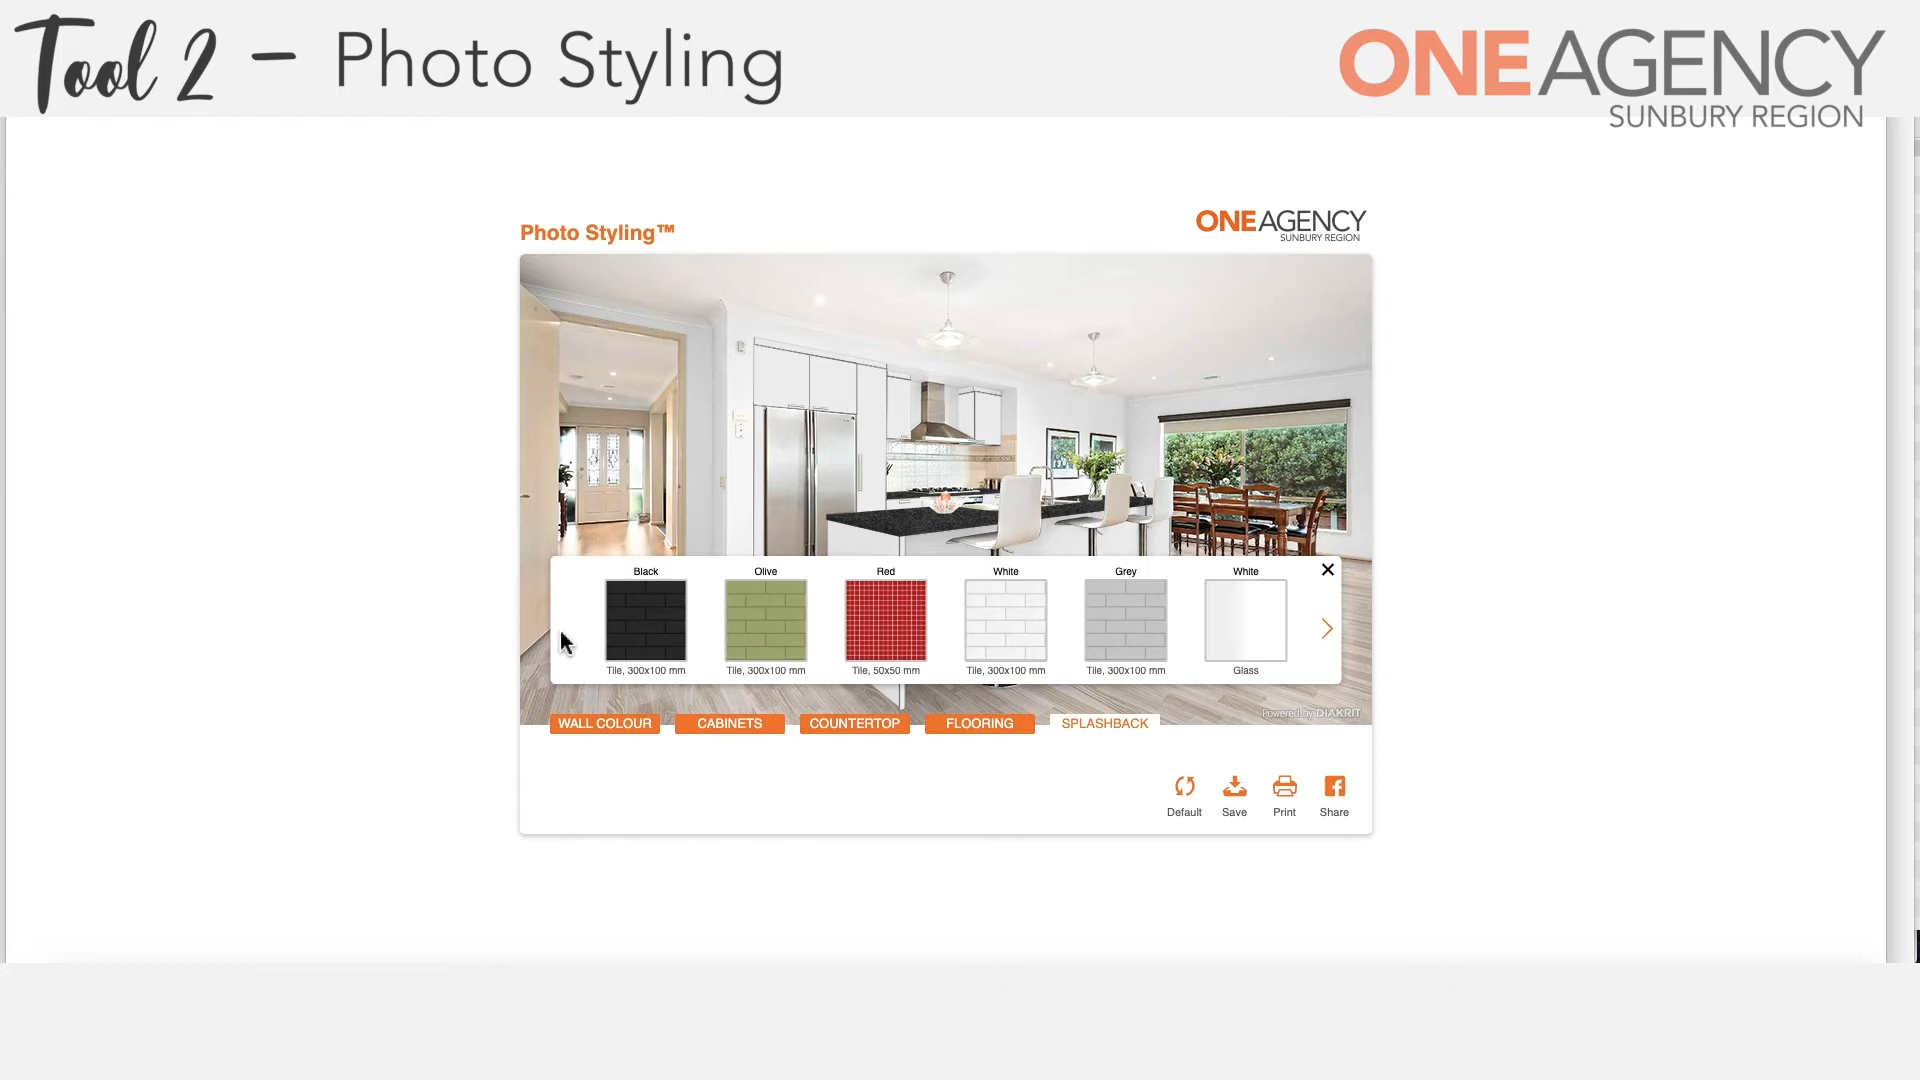 Tool 2 – Photo Styling
ONEAGENCY
SUNBURY REGION
Photo Styling™
ONEAGENCY
SUNBURY REGION
Black Olive Red White Grey White
Tile, 300x100 mm Tile, 300x100 mm Tile, 50x50 mm Tile, 300x100 mm Tile, 300x100 mm Glass
Powered by DIAKRIT
WALL COLOUR CABINETS COUNTERTOP FLOORING SPLASHBACK
Default Save Print Share